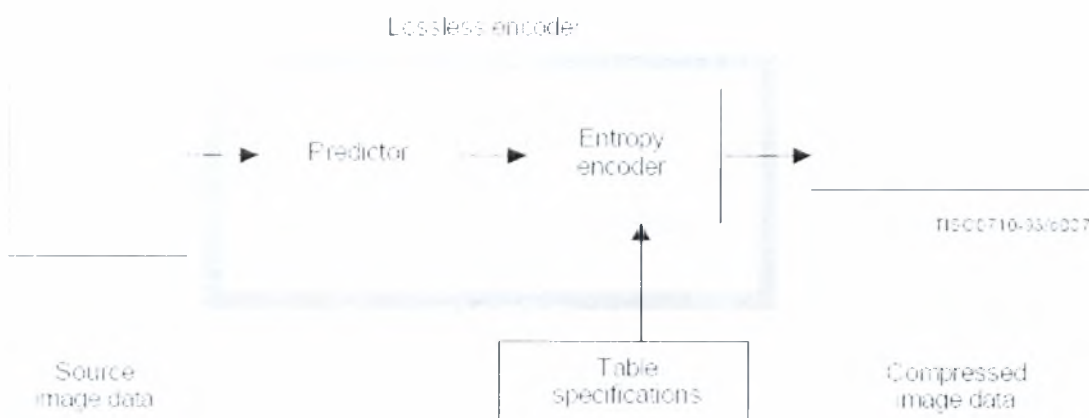 Lossless encoder
Predictor
Entropy
encoder
Source
image data
Table
specifications
Compressed
image data